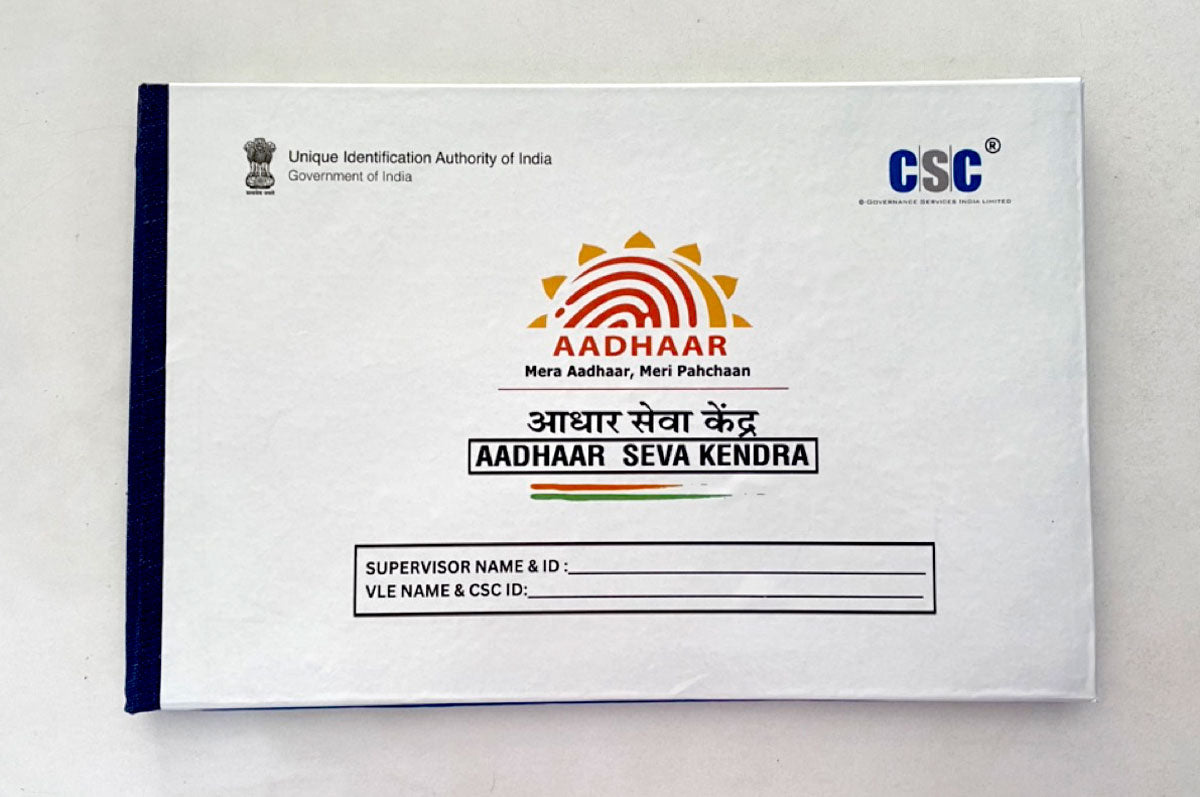 Unique Identification Authority of India
Government of India
CSC®
e-Governance Services India Limited
AADHAAR
Mera Aadhaar, Meri Pahchaan
आधार सेवा केंद्र
AADHAAR SEVA KENDRA
SUPERVISOR NAME & ID :
VLE NAME & CSC ID: